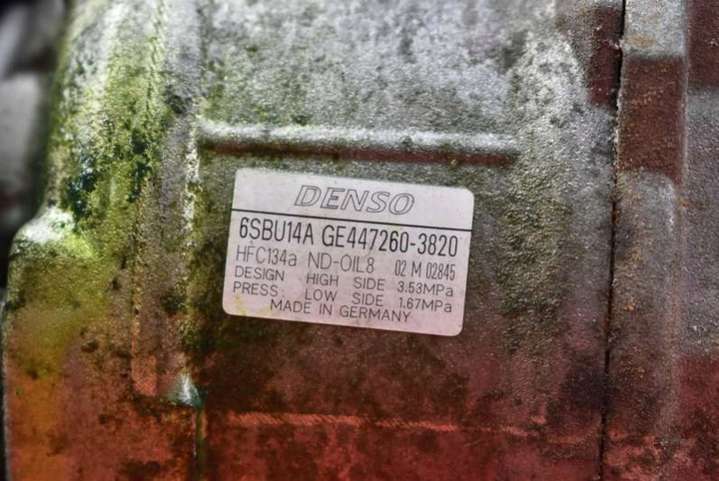 DENSO
6SBU14A GE447260-3820
HFC134a ND-OIL8 02 M 02845
DESIGN HIGH SIDE 3.53MPa
PRESS. LOW SIDE 1.67MPa
MADE IN GERMANY